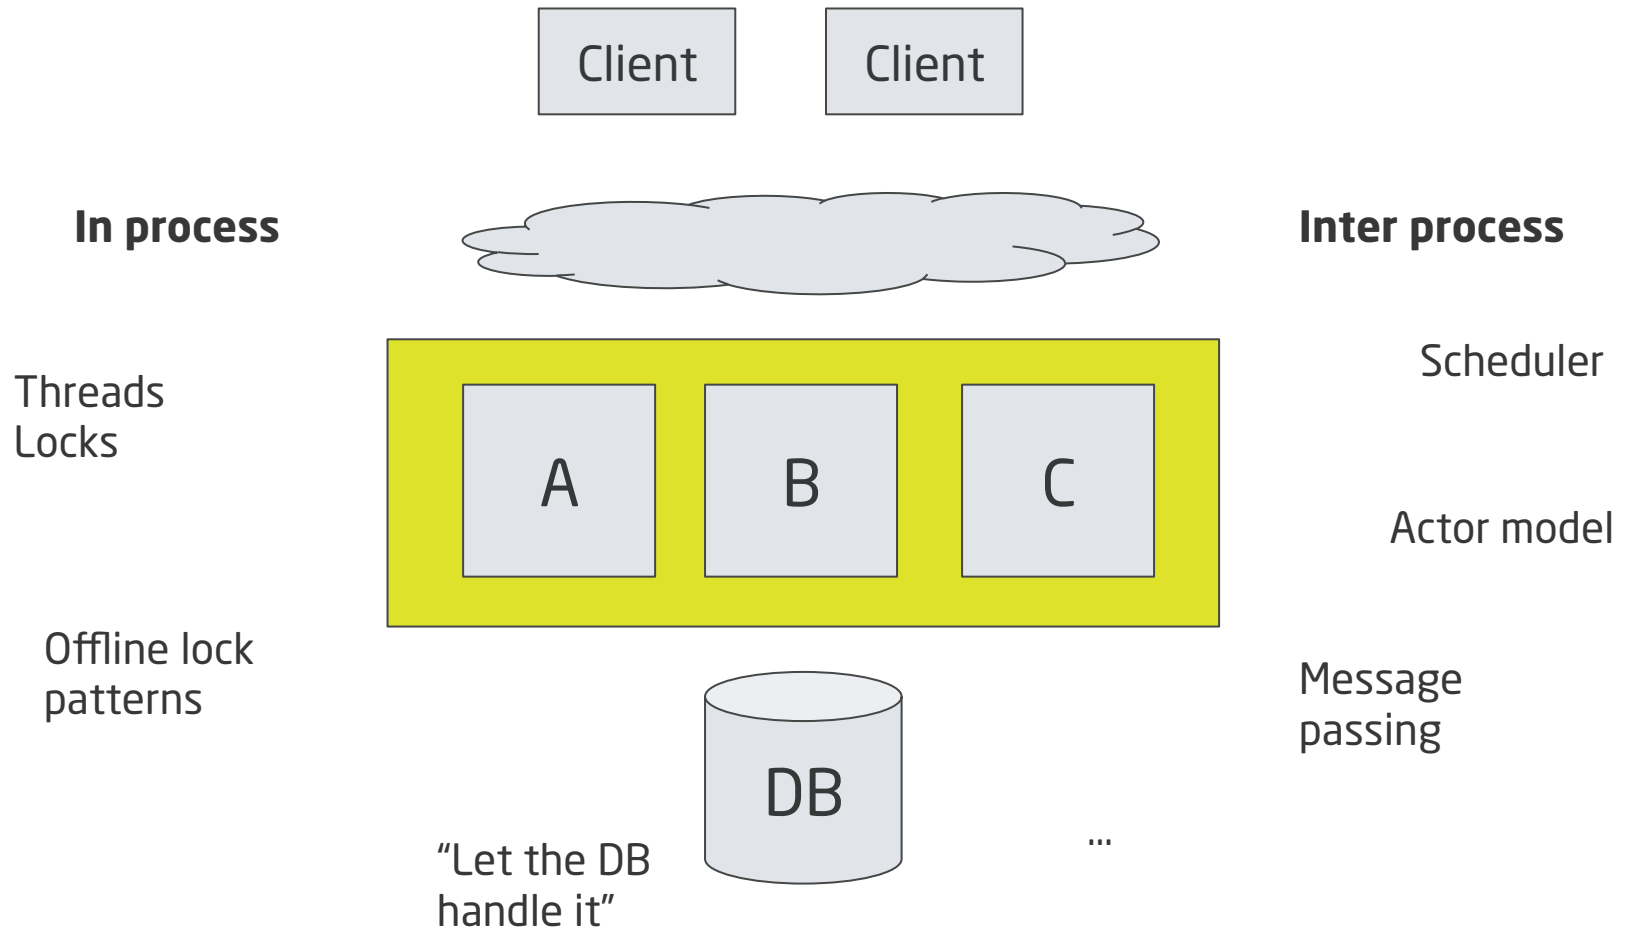 Client
Client
In process
Inter process
Scheduler
Threads
Locks
A
B
C
Actor model
Offline lock
patterns
Message
passing
DB
...
“Let the DB
handle it”